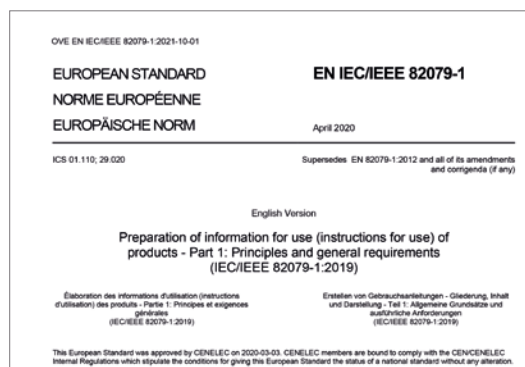 OVE EN IEC/IEEE 82079-1:2021-10-01
EUROPEAN STANDARD
NORME EUROPÉENNE
EUROPÄISCHE NORM
EN IEC/IEEE 82079-1
April 2020
ICS 01.110; 29.020
Supersedes EN 82079-1:2012 and all of its amendments
and corrigenda (if any)
English Version
Preparation of information for use (instructions for use) of
products - Part 1: Principles and general requirements
(IEC/IEEE 82079-1:2019)
Élaboration des informations d'utilisation (instructions
d'utilisation) des produits - Partie 1: Principes et exigences
générales
(IEC/IEEE 82079-1:2019)
Erstellen von Gebrauchsanleitungen - Gliederung, Inhalt
und Darstellung - Teil 1: Allgemeine Grundsätze und
ausführliche Anforderungen
(IEC/IEEE 82079-1:2019)
This European Standard was approved by CENELEC on 2020-03-03. CENELEC members are bound to comply with the CEN/CENELEC
Internal Regulations which stipulate the conditions for giving this European Standard the status of a national standard without any alteration.